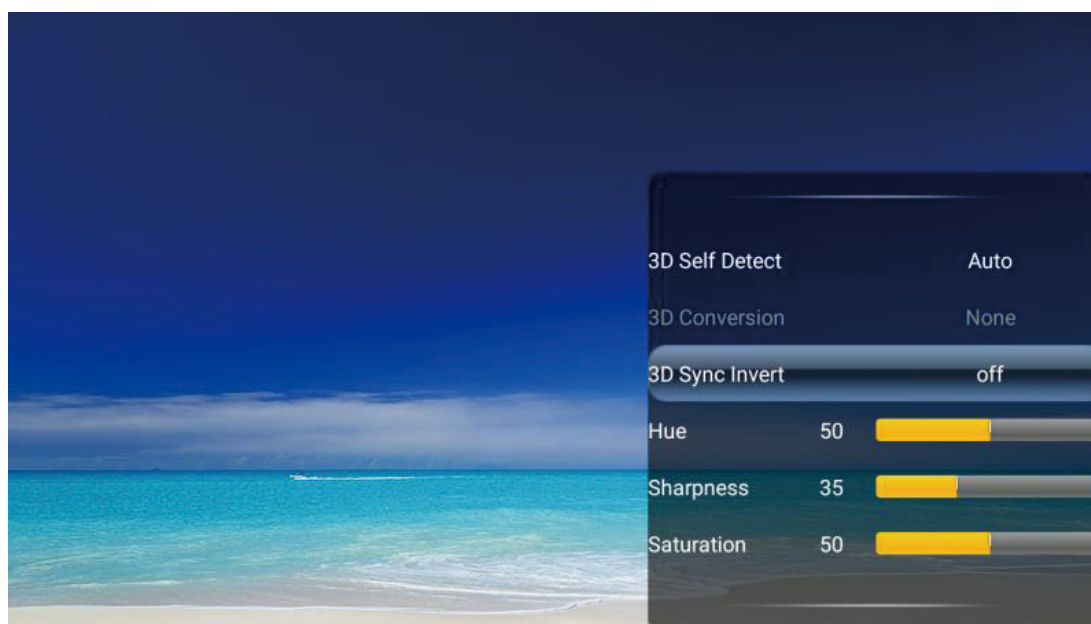 3D Self Detect Auto
3D Conversion None
3D Sync Invert off
Hue 50
Sharpness 35
Saturation 50